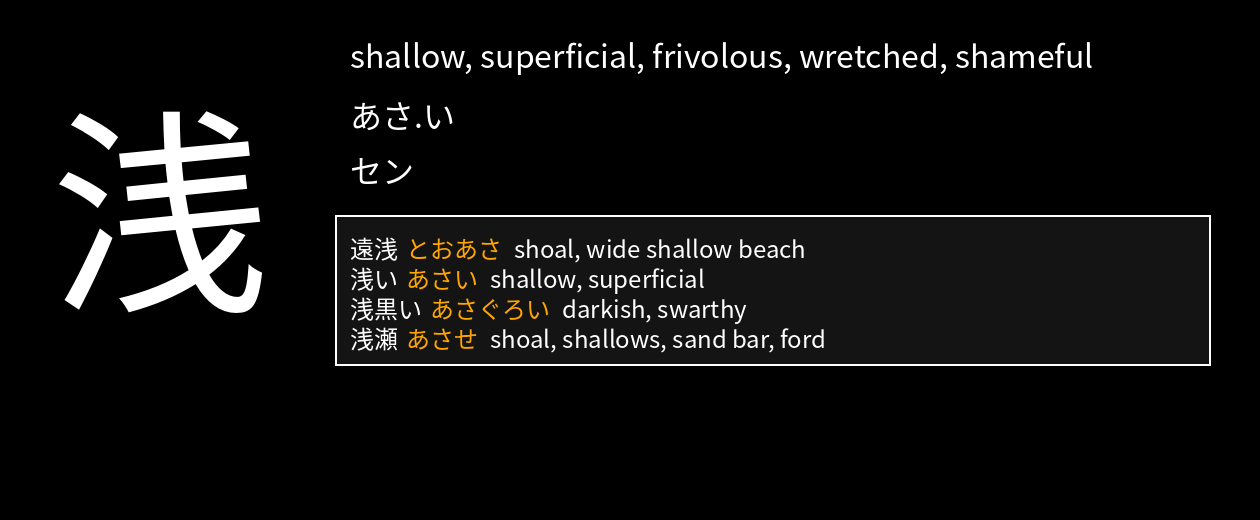 浅
shallow, superficial, frivolous, wretched, shameful
あさ.い
セン
遠浅 とおあさ shoal, wide shallow beach
浅い あさい shallow, superficial
浅黒い あさぐろい darkish, swarthy
浅瀬 あさせ shoal, shallows, sand bar, ford